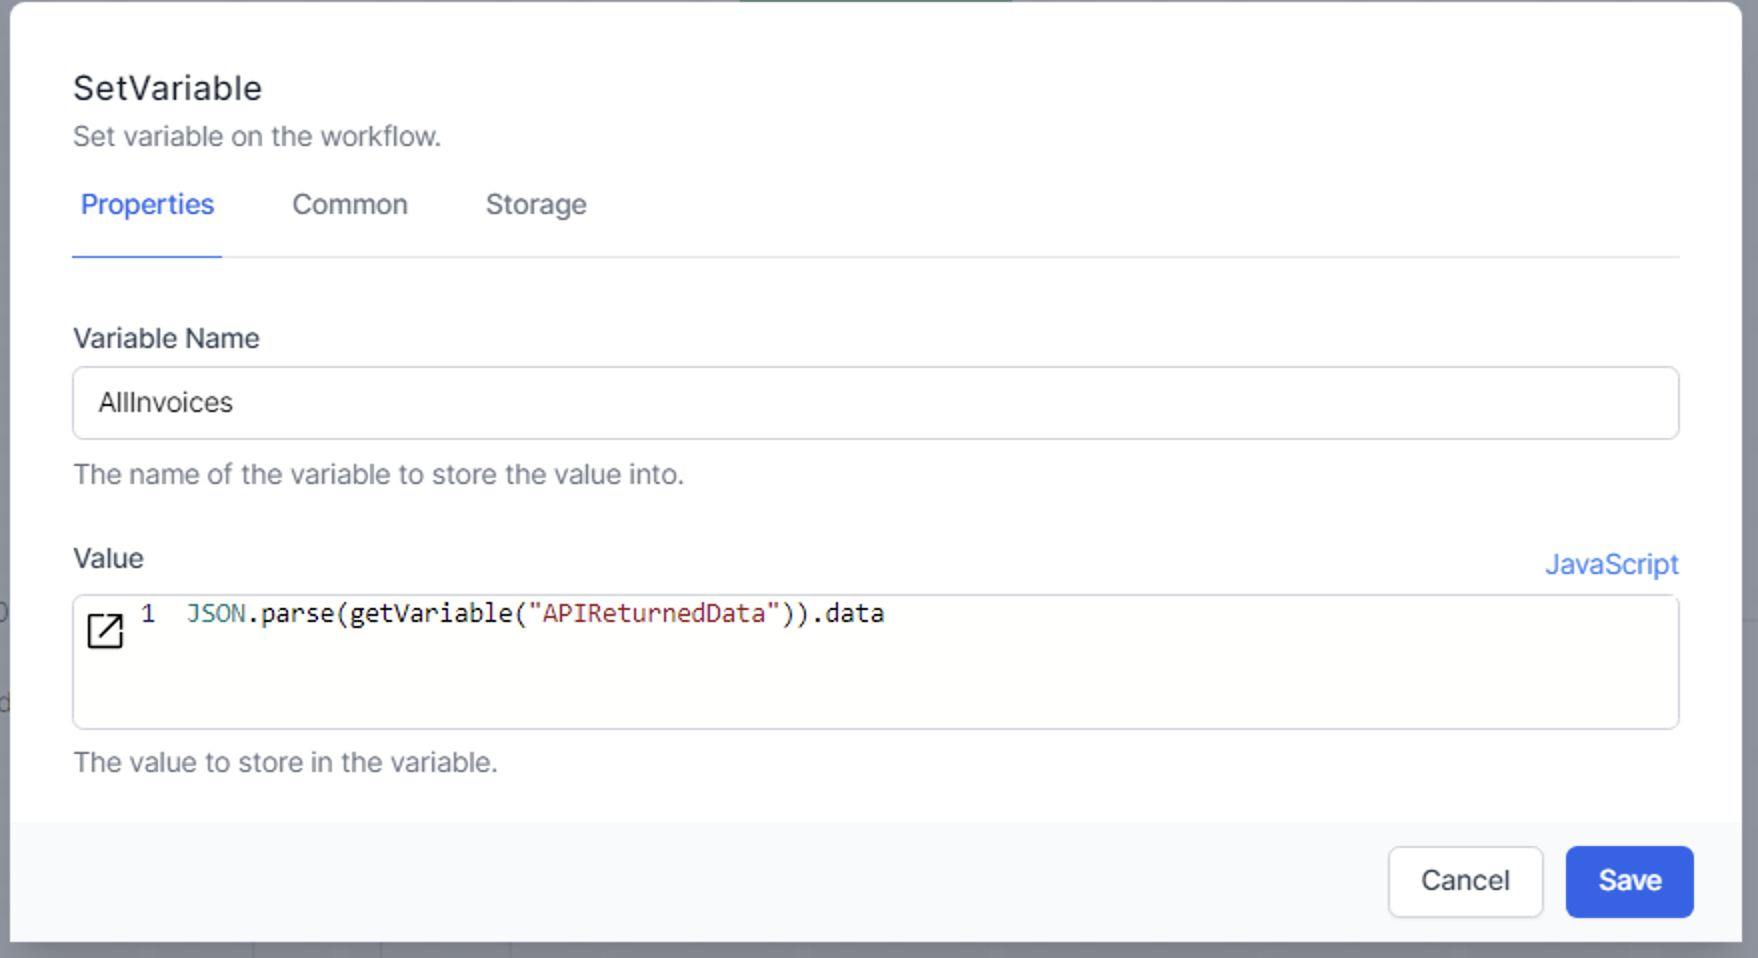 SetVariable
Set variable on the workflow.
Properties Common Storage
Variable Name
AllInvoices
The name of the variable to store the value into.
Value JavaScript
1 JSON.parse(getVariable("APIReturnedData")).data
The value to store in the variable.
Cancel Save